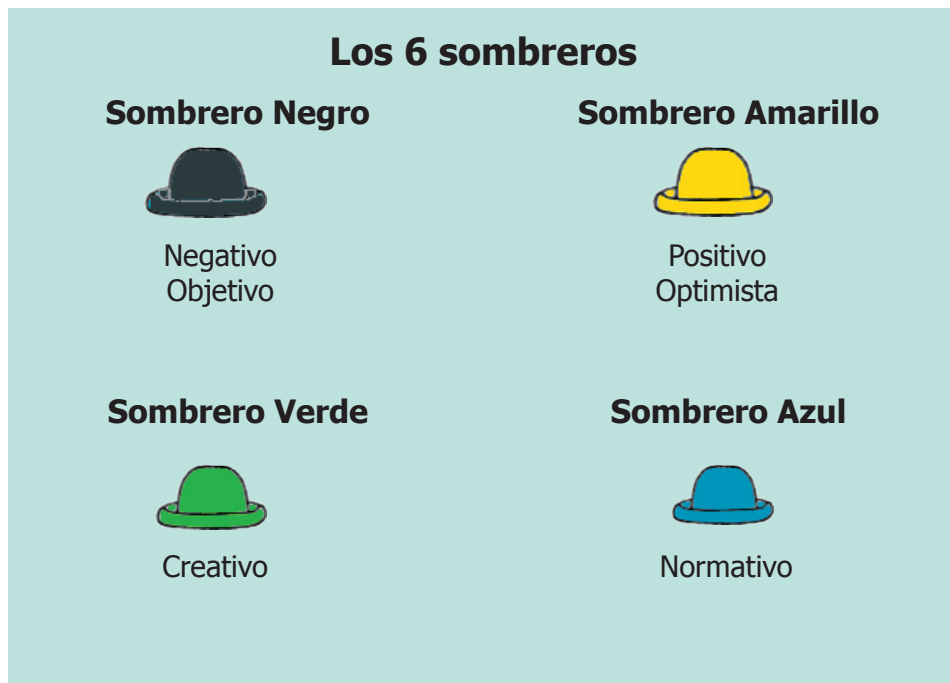 Los 6 sombreros
Sombrero Negro
Negativo
Objetivo
Sombrero Amarillo
Positivo
Optimista
Sombrero Verde
Creativo
Sombrero Azul
Normativo